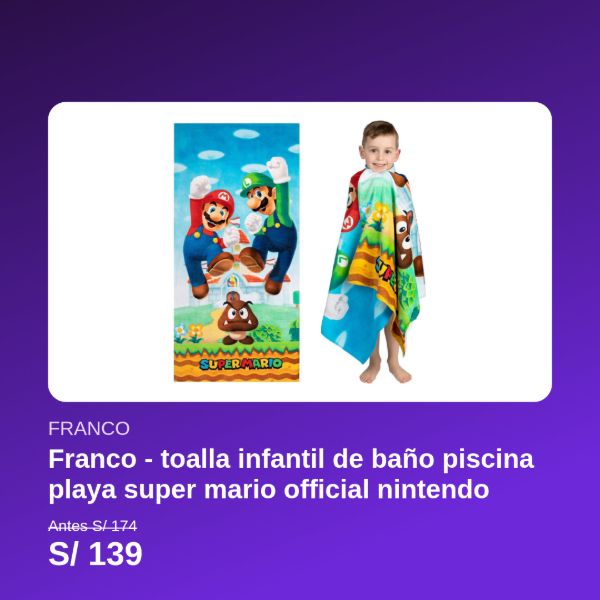 SUPER MARIO
FRANCO
Franco - toalla infantil de baño piscina
playa super mario official nintendo
Antes S/ 174
S/ 139